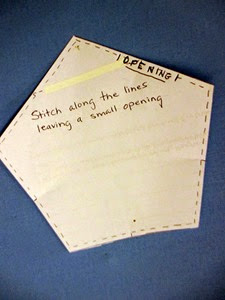 OPENING
Stitch along the lines
leaving a small opening